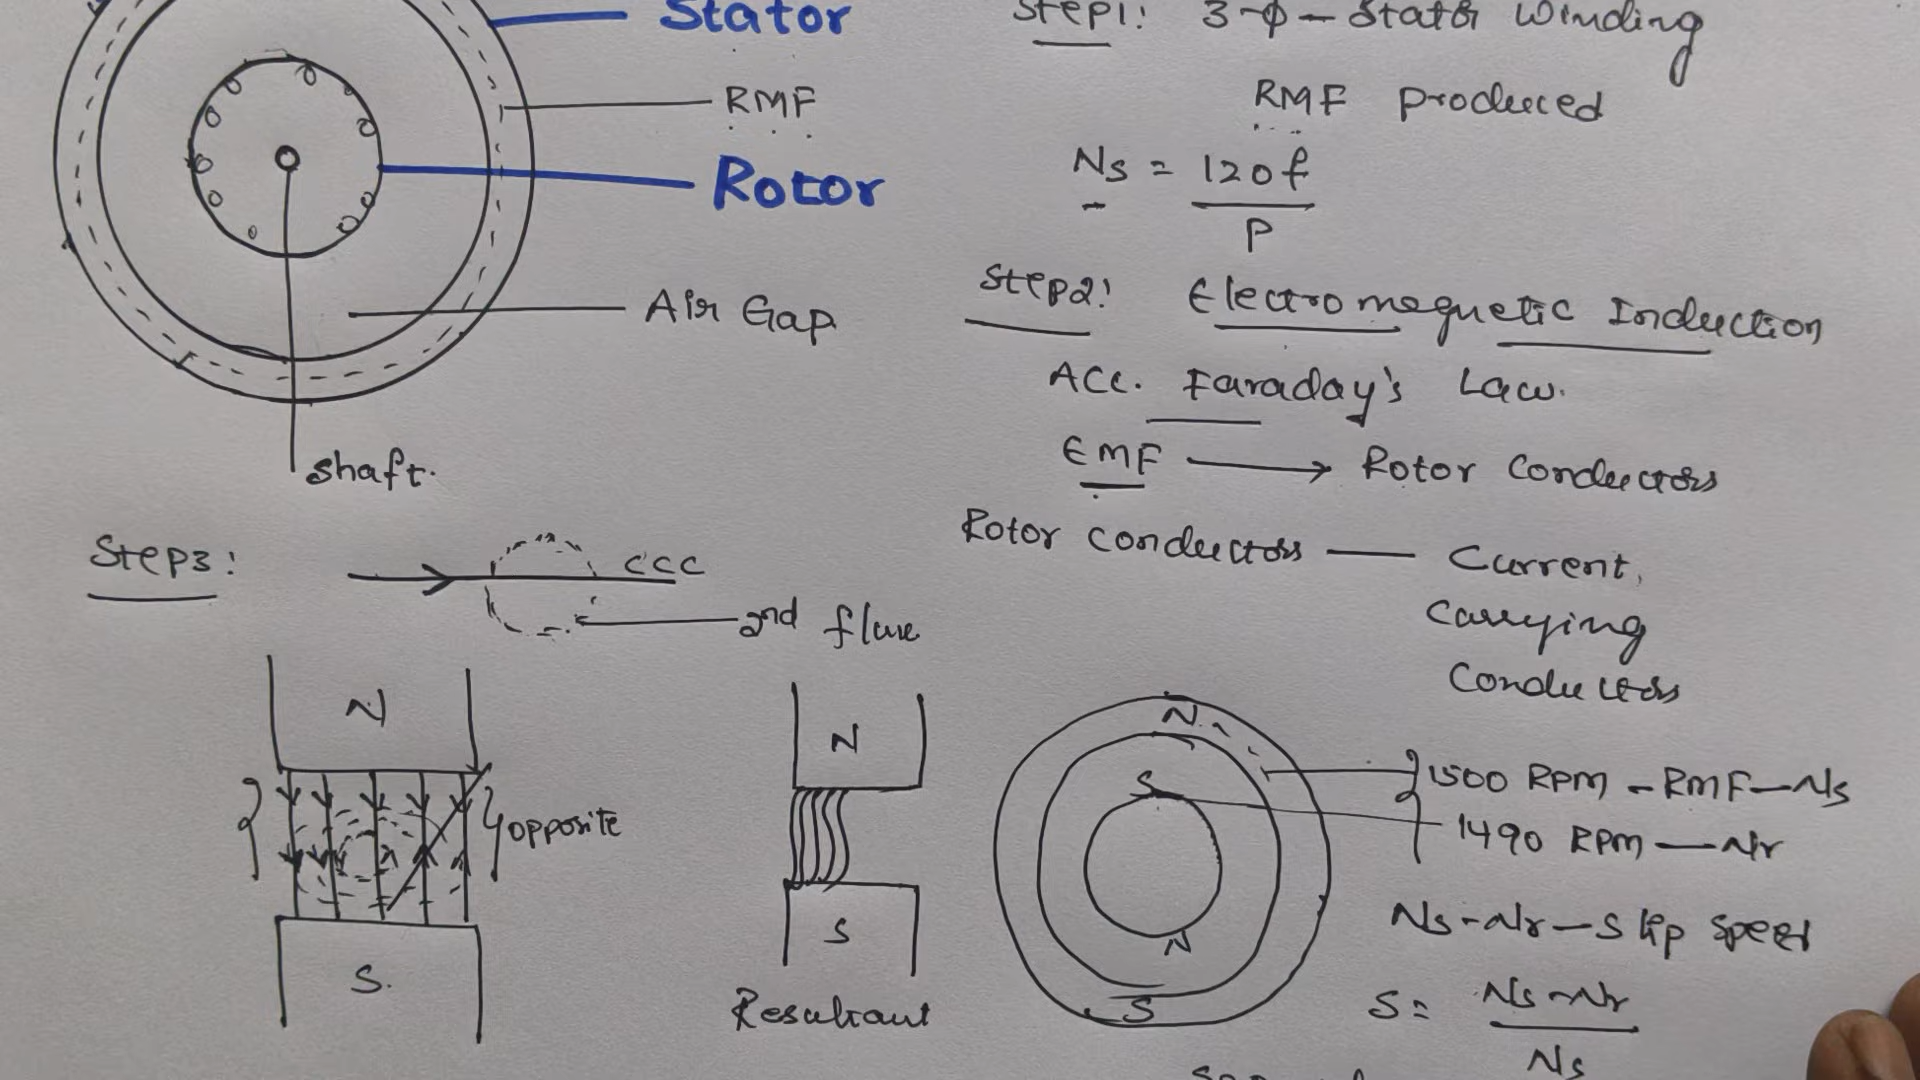 Stator
RMF
Rotor
Air Gap
Shaft.
Step1: 3-ϕ - Stator Winding
RMF produced
Ns = 120f
P
Step2: Electromegnetic Induction
Acc. Faraday's Law.
EMF → Rotor Conductors
Rotor conductors — Current
Carrying
Conductors
Step3:
CCC
2nd flux
N
opposite
S.
N
S
Resultant
N
S
N
S
1500 RPM - RMF - Ns
1490 RPM — Nr
Ns - Nr - Slip Speed
S = Ns - Nr
Ns